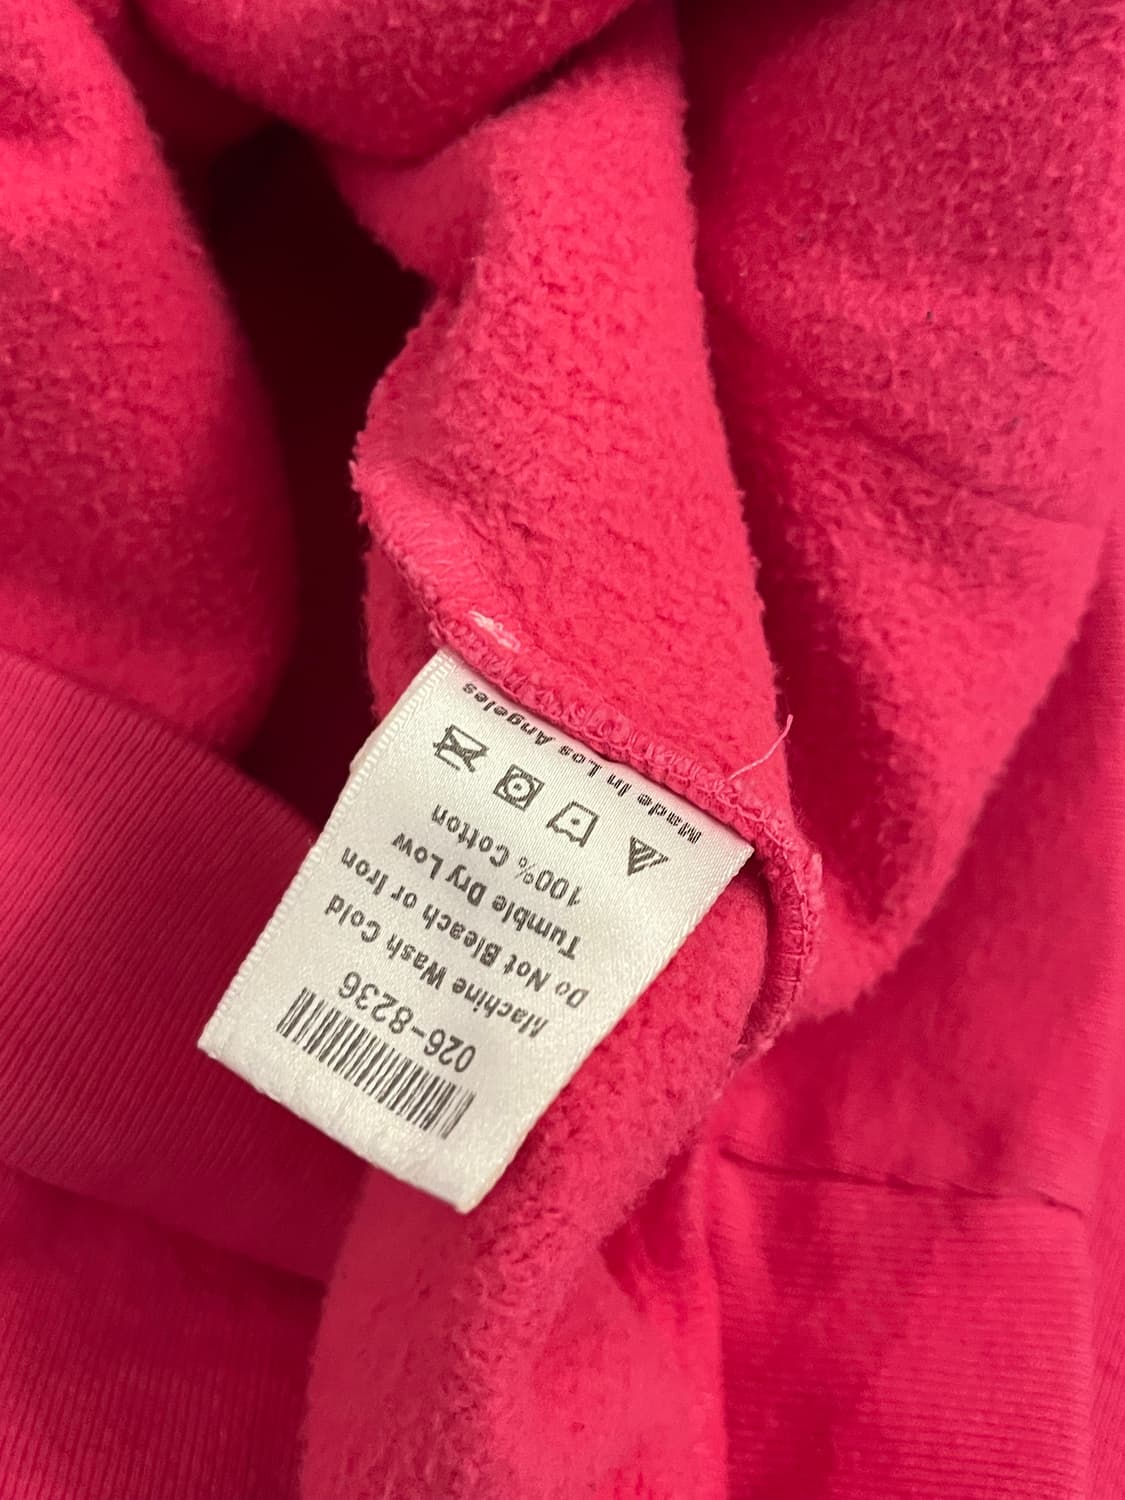 026-8236
Machine Wash Cold
Do Not Bleach or Iron
Tumble Dry Low
100% Cotton
Made In Los Angeles